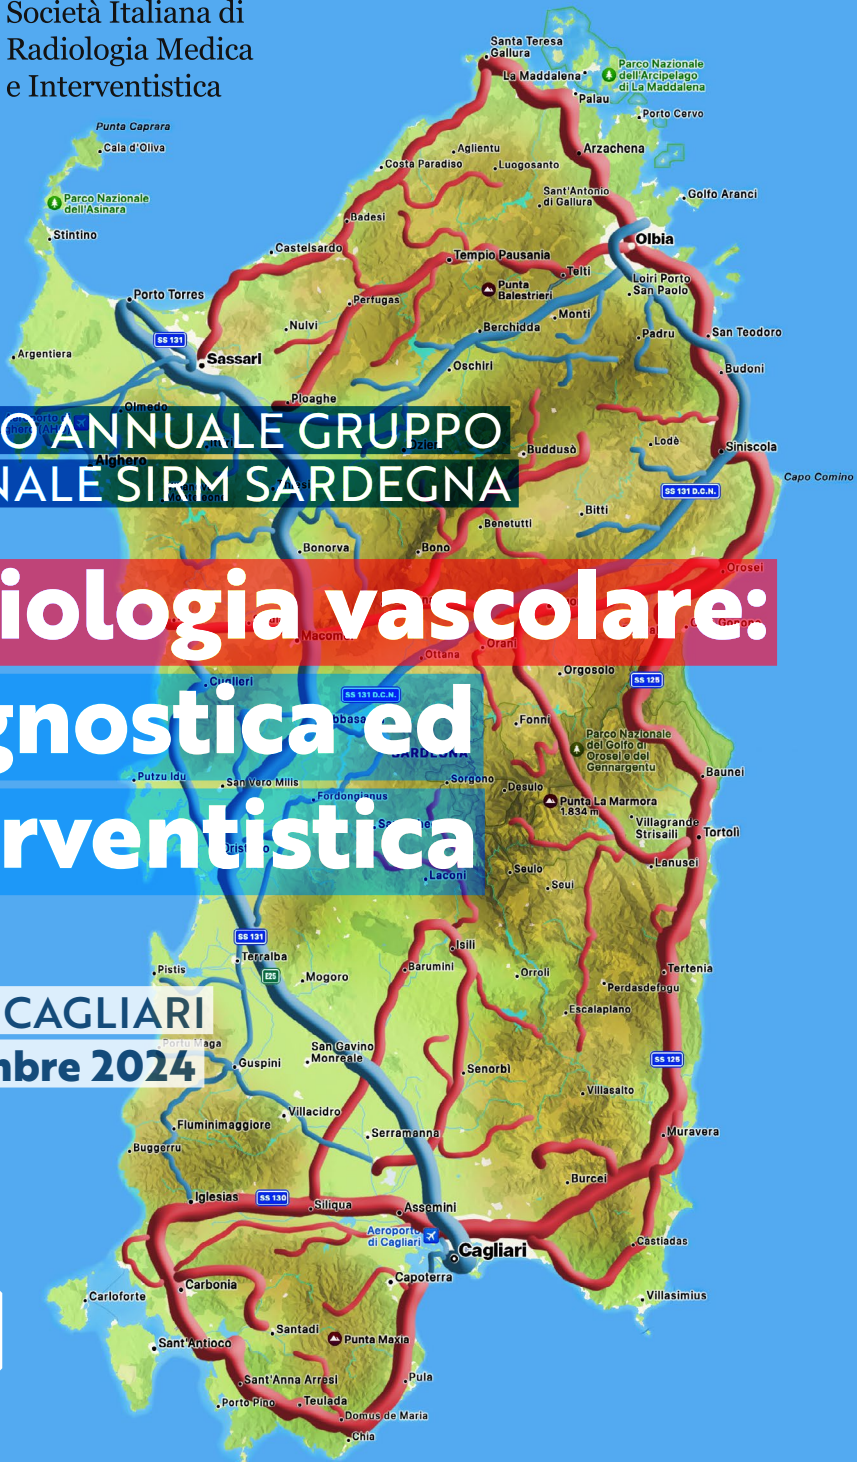 Società Italiana di
Radiologia Medica
e Interventistica
Santa Teresa
Gallura
La Maddalena
Parco Nazionale
dell'Arcipelago
di La Maddalena
Palau
Porto Cervo
Punta Caprara
Cala d'Oliva
Aglientu
Arzachena
Costa Paradiso
Luogosanto
Parco Nazionale
dell'Asinara
Sant'Antonio
di Gallura
Golfo Aranci
Stintino
Badesi
Castelsardo
Olbia
Tempio Pausania
Telti
Loiri Porto
San Paolo
Punta
Balestrieri
Porto Torres
Perfugas
Monti
Nulvi
Berchidda
Padru
San Teodoro
SS 131
Argentiera
Sassari
Oschiri
Budoni
Ploaghe
Olmedo
O ANNUALE GRUPPO
Buddusò
Lodè
Siniscola
Alghero
NALE SIRM SARDEGNA
Capo Comino
SS 131 D.C.N.
Benetutti
Bitti
Bonorva
Bono
Orosei
iologia vascolare:
Orani
Ottana
Orgosolo
SS 125
Cuglieri
SS 131 D.C.N.
gnostica ed
Fonni
Parco Nazionale
del Golfo di
Orosei e del
Gennargentu
SARDEGNA
Putzu Idu
San Vero Milis
Sorgono
Baunei
Desulo
Fordongianus
Punta La Marmora
1.834 m
Villagrande
Strisaili
Tortolì
rventistica
Lanusei
Laconi
Seulo
Seui
SS 131
Isili
Terralba
Pistis
E25
Mogoro
Barumini
Orroli
Tertenia
Perdasdefogu
CAGLIARI
Escalaplano
Portu Maga
San Gavino
Monreale
mbre 2024
Guspini
SS 125
Senorbì
Villasalto
Villacidro
Fluminimaggiore
Serramanna
Muravera
Buggerru
Burcei
Iglesias
SS 130
Siliqua
Assemini
Aeroporto
di Cagliari
Cagliari
Castiadas
Capoterra
Carloforte
Carbonia
Villasimius
Santadi
Sant'Antioco
Punta Maxia
Sant'Anna Arresi
Pula
Porto Pino
Teulada
Domus de Maria
Chia